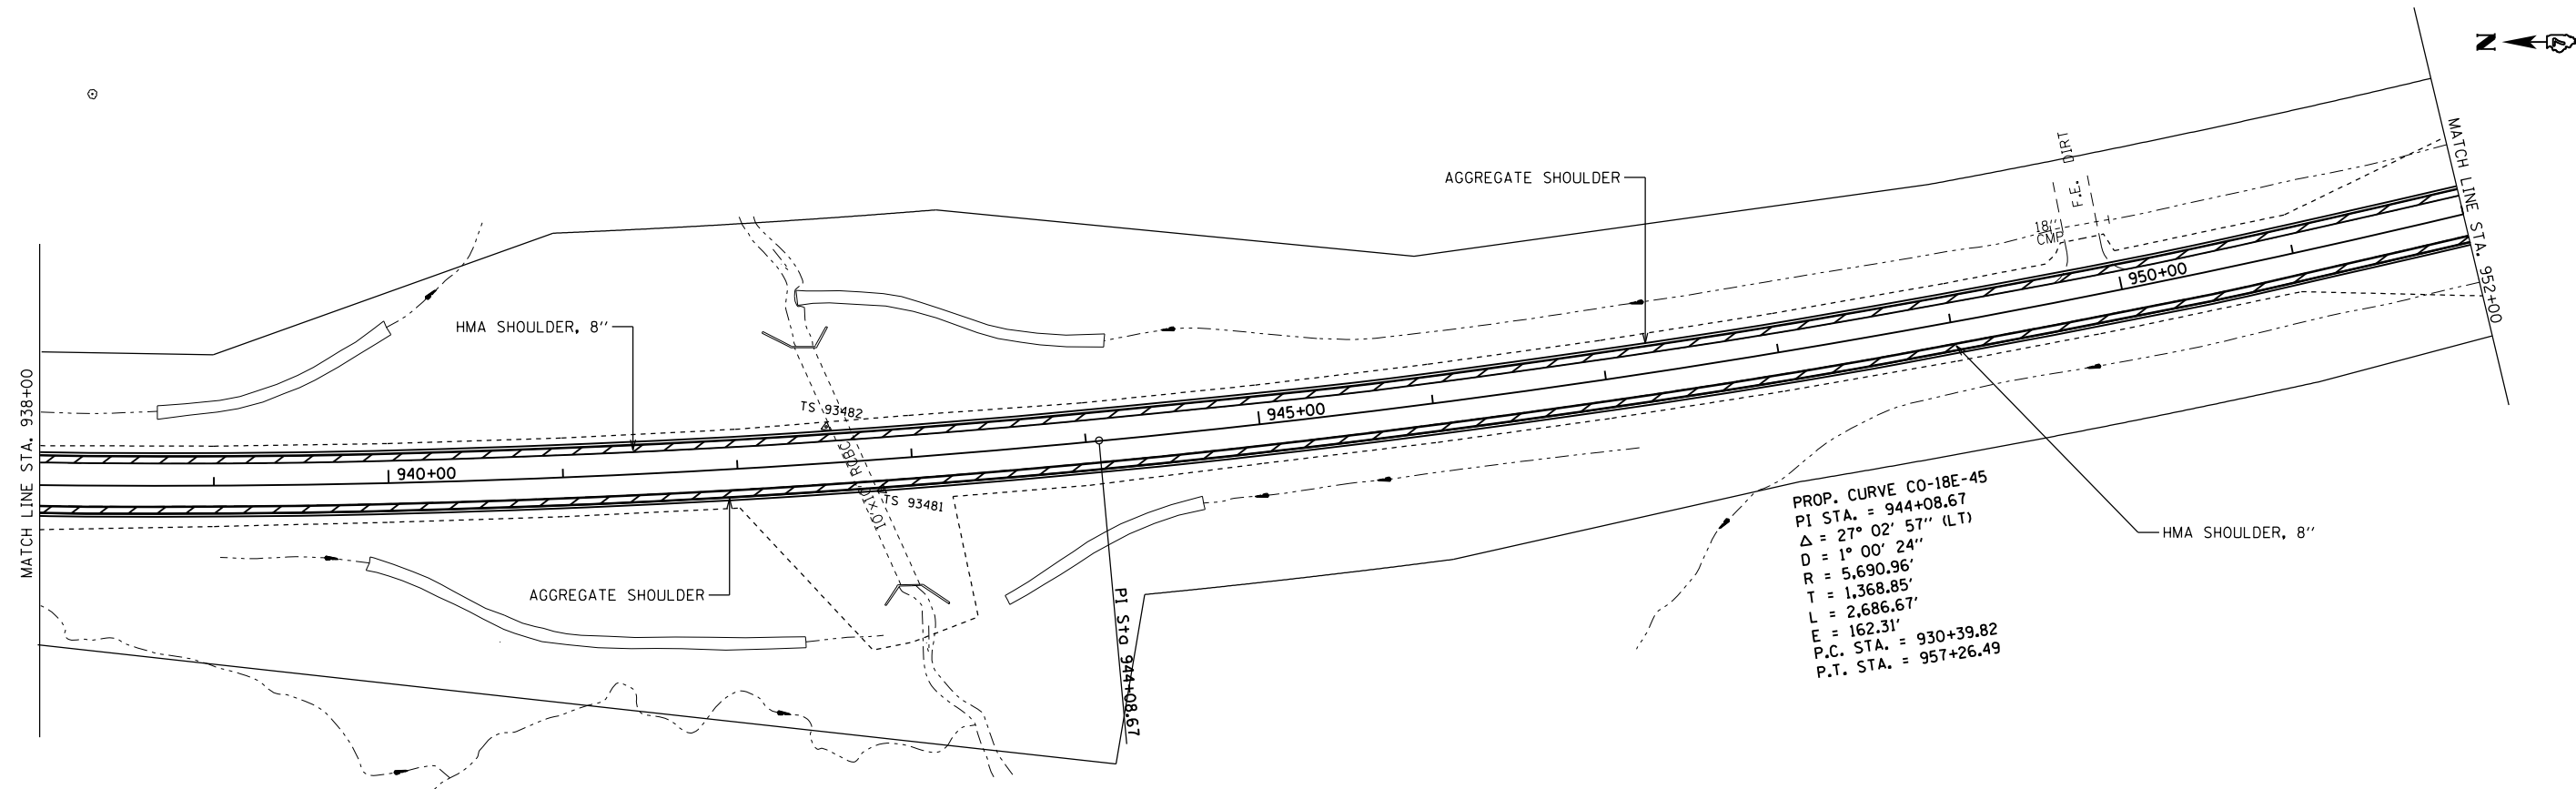 N
AGGREGATE SHOULDER
F.E. DIRT
18"
CMP
MATCH LINE STA. 952+00
950+00
HMA SHOULDER, 8"
MATCH LINE STA. 938+00
TS 93482
945+00
940+00
10'X10' RCBC
TS 93481
AGGREGATE SHOULDER
PI Sta 944+08.67
HMA SHOULDER, 8"
PROP. CURVE CO-18E-45
PI STA. = 944+08.67
Δ = 27° 02' 57" (LT)
D = 1° 00' 24"
R = 5,690.96'
T = 1,368.85'
L = 2,686.67'
E = 162.31'
P.C. STA. = 930+39.82
P.T. STA. = 957+26.49